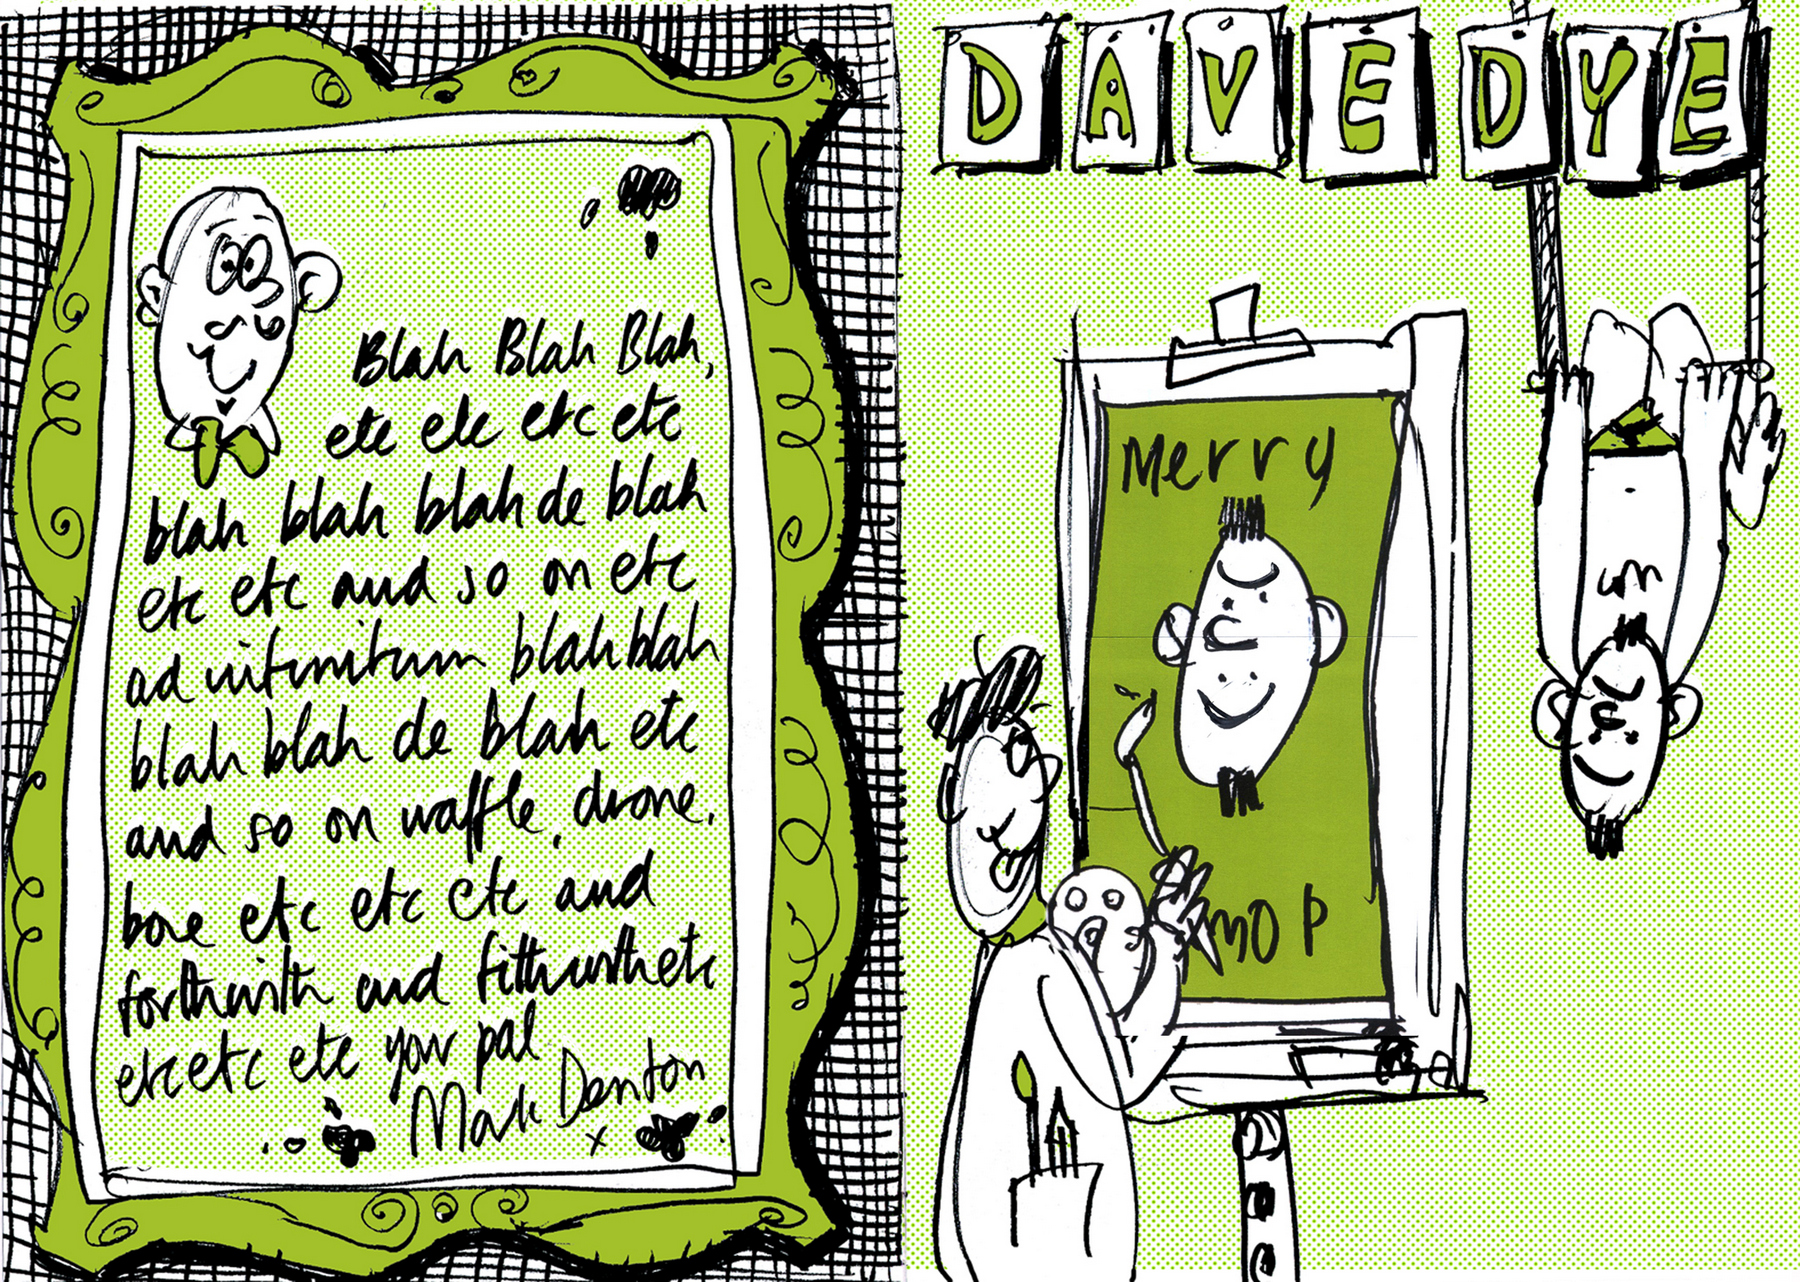 Blah Blah Blah,
etc etc etc etc
blah blah blah de blah
etc etc and so on etc
ad infinitum blah blah
blah blah de blah etc
and so on waffle, drone,
bore etc etc etc and
forthwith and fithwith etc
etc etc etc your pal
Mark Denton
x
DAVE DYE
Merry
MOP